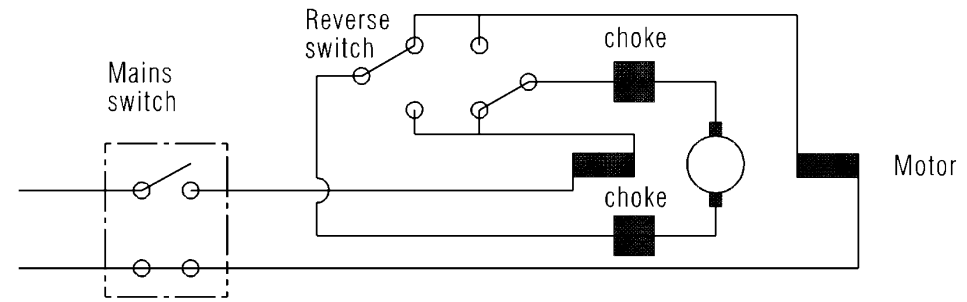 Reverse
switch
choke
Mains
switch
Motor
choke